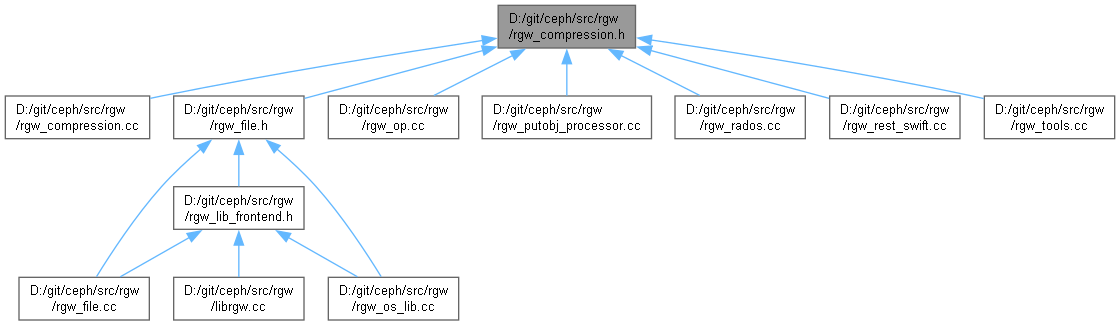 D:/git/ceph/src/rgw
/rgw_compression.h
D:/git/ceph/src/rgw
/rgw_compression.cc
D:/git/ceph/src/rgw
/rgw_file.h
D:/git/ceph/src/rgw
/rgw_op.cc
D:/git/ceph/src/rgw
/rgw_putobj_processor.cc
D:/git/ceph/src/rgw
/rgw_rados.cc
D:/git/ceph/src/rgw
/rgw_rest_swift.cc
D:/git/ceph/src/rgw
/rgw_tools.cc
D:/git/ceph/src/rgw
/rgw_lib_frontend.h
D:/git/ceph/src/rgw
/rgw_file.cc
D:/git/ceph/src/rgw
/librgw.cc
D:/git/ceph/src/rgw
/rgw_os_lib.cc